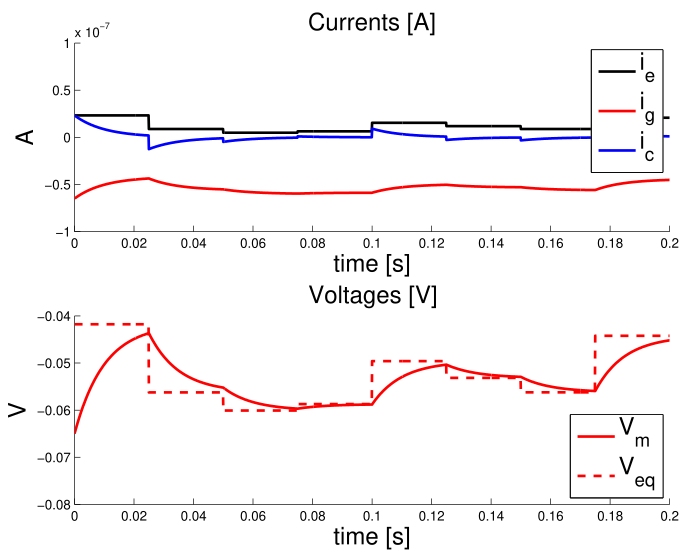 Currents [A]
x 10⁻⁷
1
0.5
0
−0.5
−1
A
i_e
i_g
i_c
0 0.02 0.04 0.06 0.08 0.1 0.12 0.14 0.16 0.18 0.2
time [s]
Voltages [V]
−0.04
−0.05
−0.06
−0.07
−0.08
V
V_m
V_eq
0 0.02 0.04 0.06 0.08 0.1 0.12 0.14 0.16 0.18 0.2
time [s]